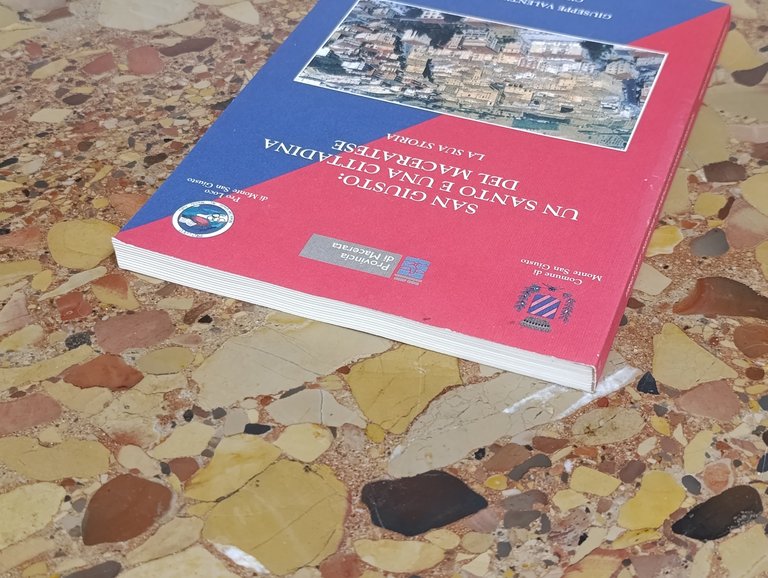 GIUSEPPE VALENT
SAN GIUSTO:
UN SANTO E UNA CITTADINA
DEL MACERATESE
LA SUA STORIA
Pro Loco
di Monte San Giusto
Provincia
di Macerata
Comune di
Monte San Giusto